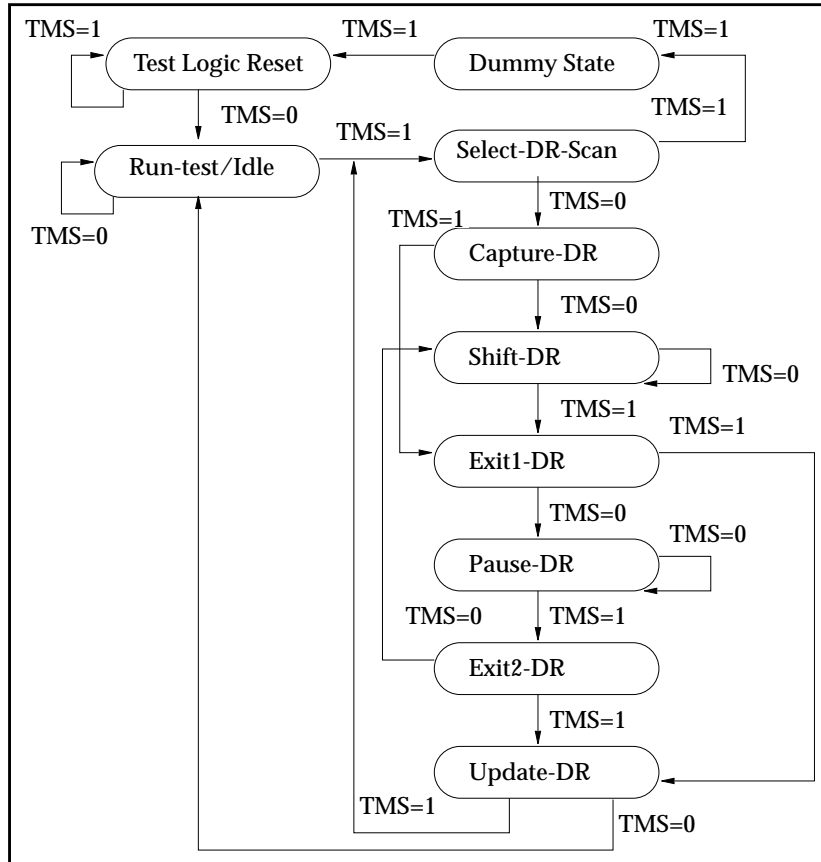 TMS=1
TMS=1
TMS=1
Test Logic Reset
Dummy State
TMS=0
TMS=1
TMS=1
Run-test/Idle
Select-DR-Scan
TMS=0
TMS=0
TMS=1
Capture-DR
TMS=0
Shift-DR
TMS=0
TMS=1
TMS=1
Exit1-DR
TMS=0
TMS=0
Pause-DR
TMS=0
TMS=1
Exit2-DR
TMS=1
Update-DR
TMS=1
TMS=0